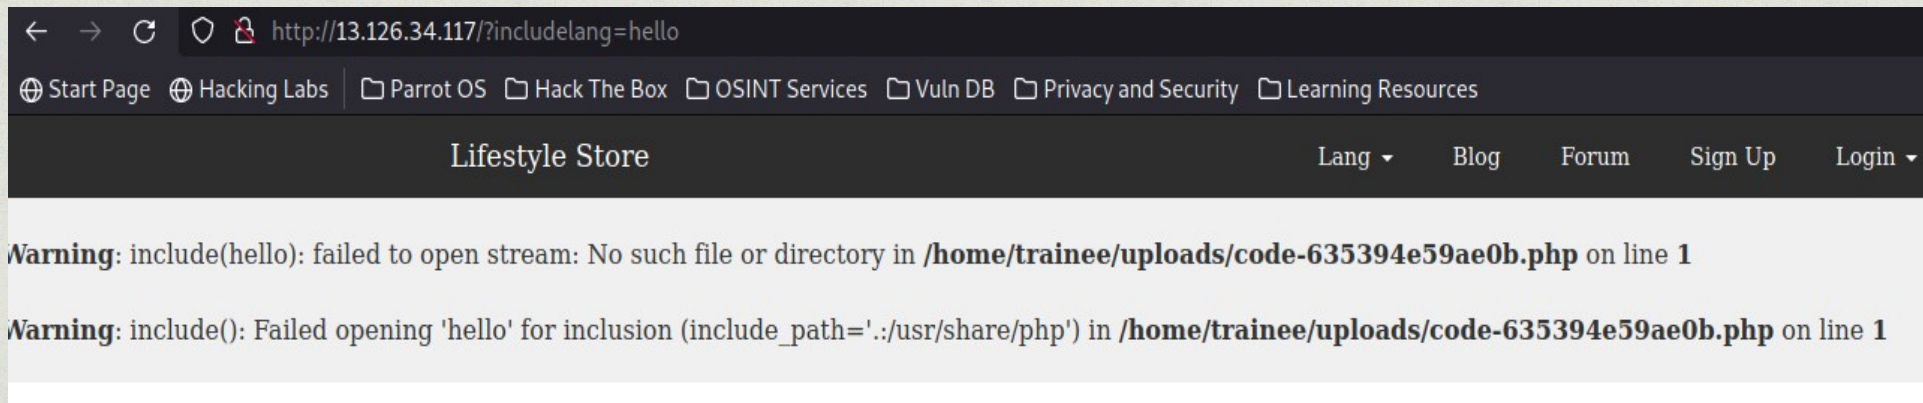 http://13.126.34.117/?includelang=hello
Start Page Hacking Labs Parrot OS Hack The Box OSINT Services Vuln DB Privacy and Security Learning Resources
Lifestyle Store Lang Blog Forum Sign Up Login
Warning: include(hello): failed to open stream: No such file or directory in /home/trainee/uploads/code-635394e59ae0b.php on line 1
Warning: include(): Failed opening 'hello' for inclusion (include_path='.:/usr/share/php') in /home/trainee/uploads/code-635394e59ae0b.php on line 1